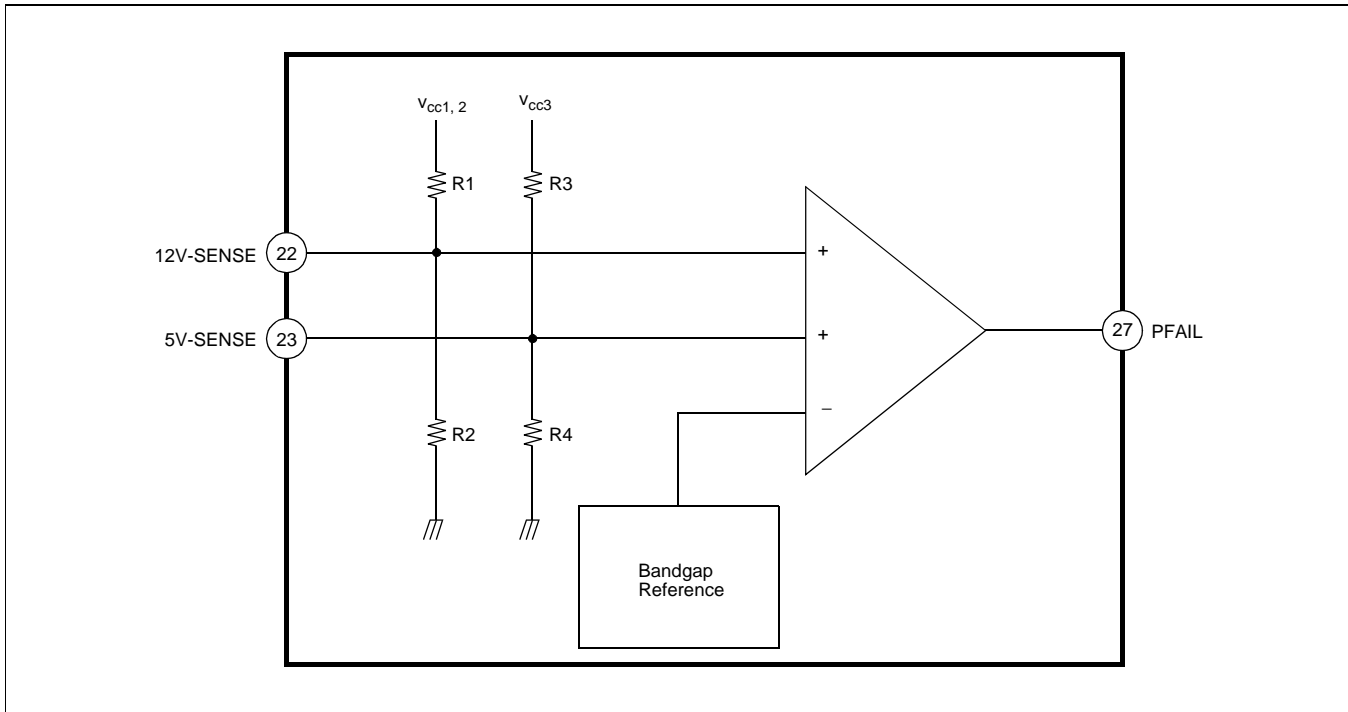 Vcc1, 2
Vcc3
R1
R3
12V-SENSE
22
+
5V-SENSE
23
+
27
PFAIL
−
R2
R4
Bandgap
Reference